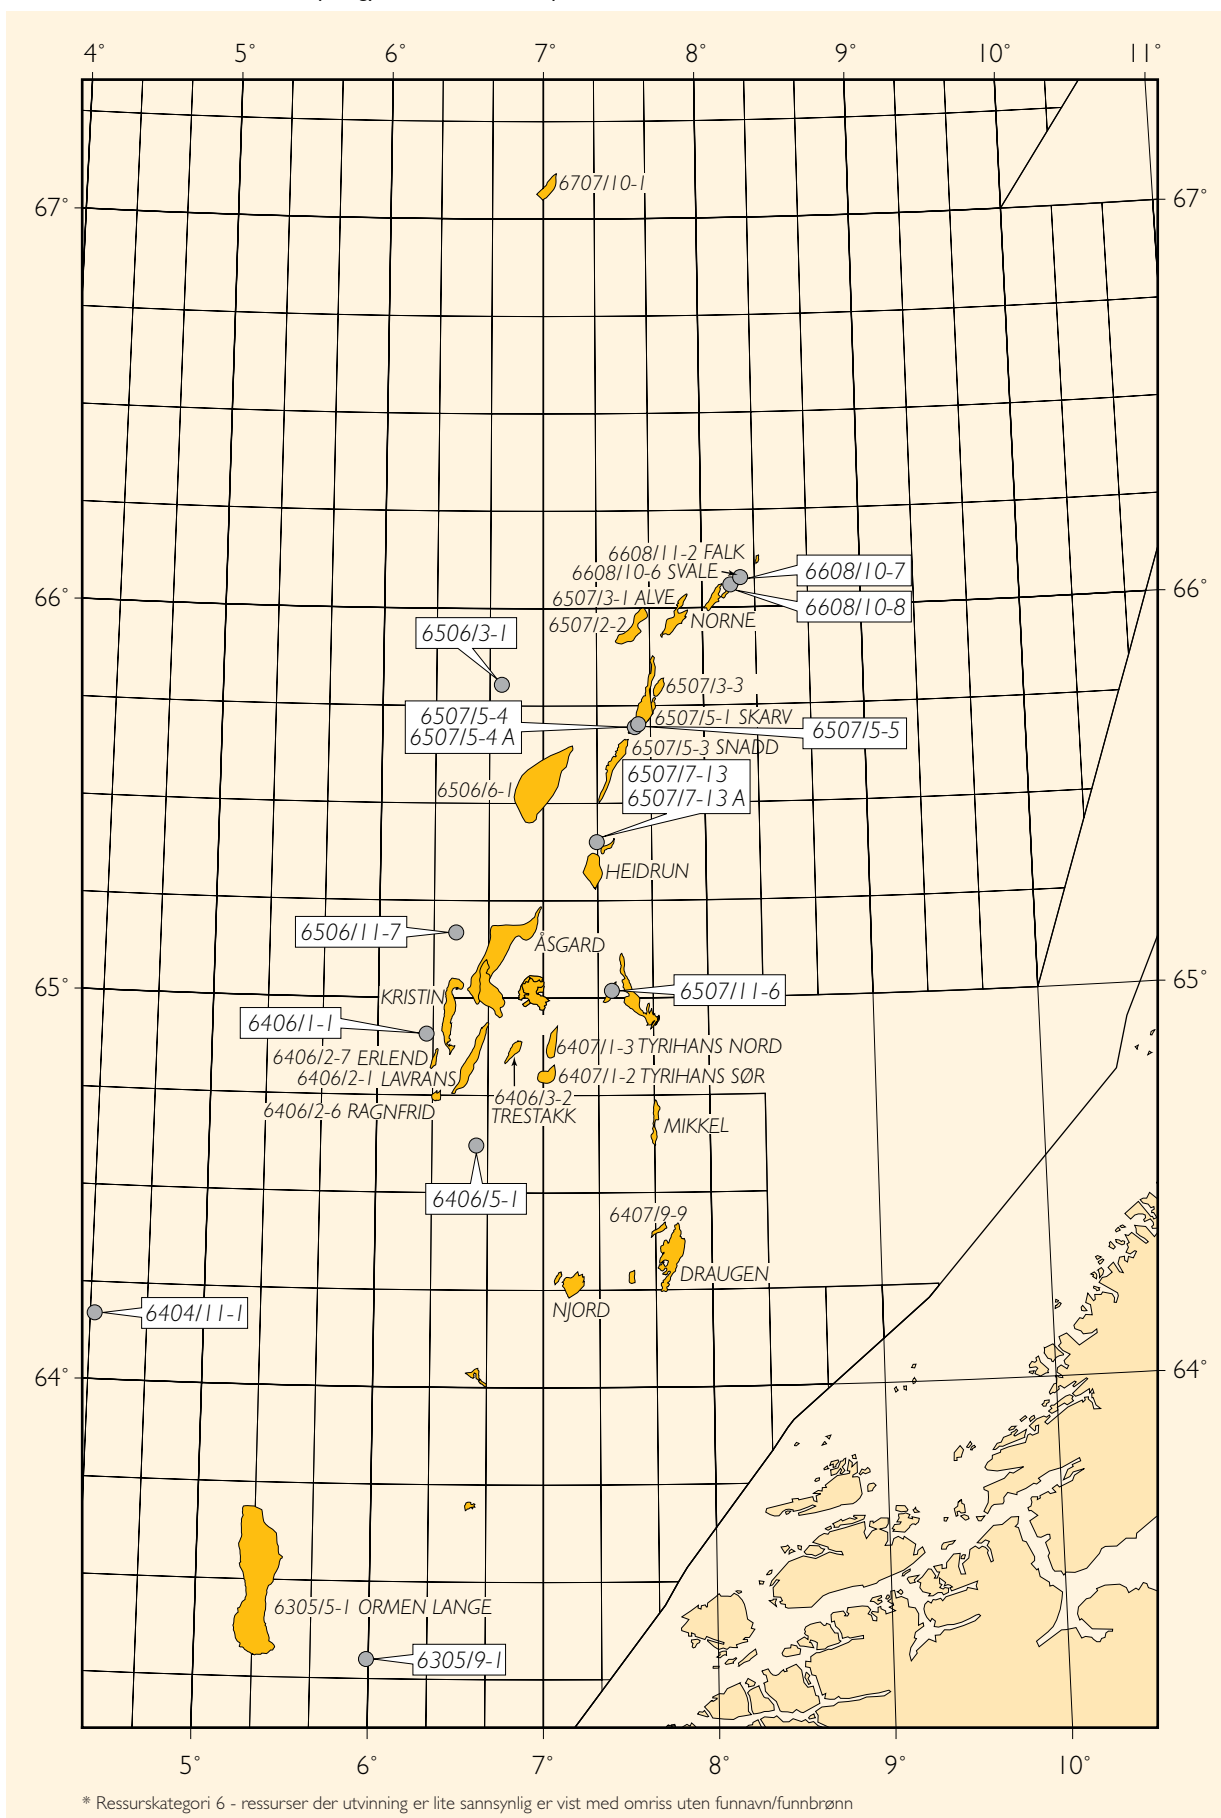 4° 5° 6° 7° 8° 9° 10° 11°
6707/10-1
67° 67°
6608/11-2 FALK
6608/10-6 SVALE
6608/10-7
66° 66°
6507/3-1 ALVE
6608/10-8
6507/2-2
NORNE
6506/3-1
6507/3-3
6507/5-4
6507/5-4 A
6507/5-1 SKARV
6507/5-5
6507/5-3 SNADD
6506/6-1
6507/7-13
6507/7-13 A
HEIDRUN
6506/11-7
ÅSGARD
65° 65°
KRISTIN
6507/11-6
6406/1-1
6407/1-3 TYRIHANS NORD
6406/2-7 ERLEND
6406/2-1 LAVRANS
6407/1-2 TYRIHANS SØR
6406/3-2
TRESTAKK
6406/2-6 RAGNFRID
MIKKEL
6406/5-1
6407/9-9
DRAUGEN
NJORD
6404/11-1
64° 64°
6305/5-1 ORMEN LANGE
6305/9-1
5° 6° 7° 8° 9° 10°
* Ressurskategori 6 - ressurser der utvinning er lite sannsynlig er vist med omriss uten funnavn/funnbrønn